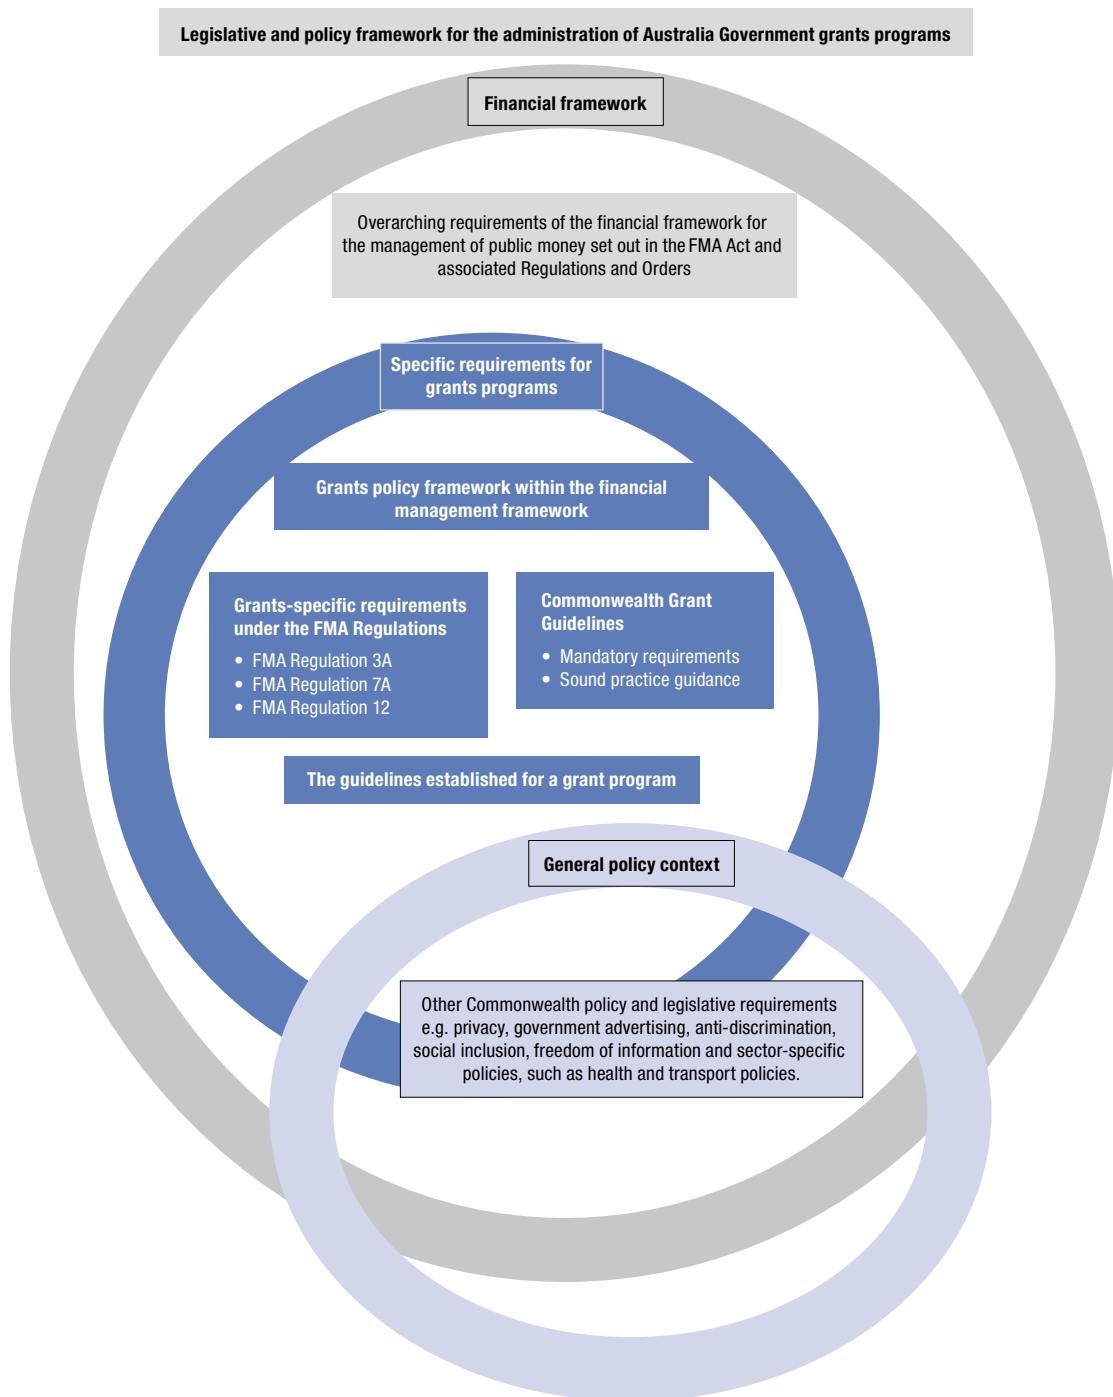 Legislative and policy framework for the administration of Australia Government grants programs
Financial framework
Overarching requirements of the financial framework for
the management of public money set out in the FMA Act and
associated Regulations and Orders
Specific requirements for
grants programs
Grants policy framework within the financial
management framework
Grants-specific requirements
under the FMA Regulations
• FMA Regulation 3A
• FMA Regulation 7A
• FMA Regulation 12
Commonwealth Grant
Guidelines
• Mandatory requirements
• Sound practice guidance
The guidelines established for a grant program
General policy context
Other Commonwealth policy and legislative requirements
e.g. privacy, government advertising, anti-discrimination,
social inclusion, freedom of information and sector-specific
policies, such as health and transport policies.